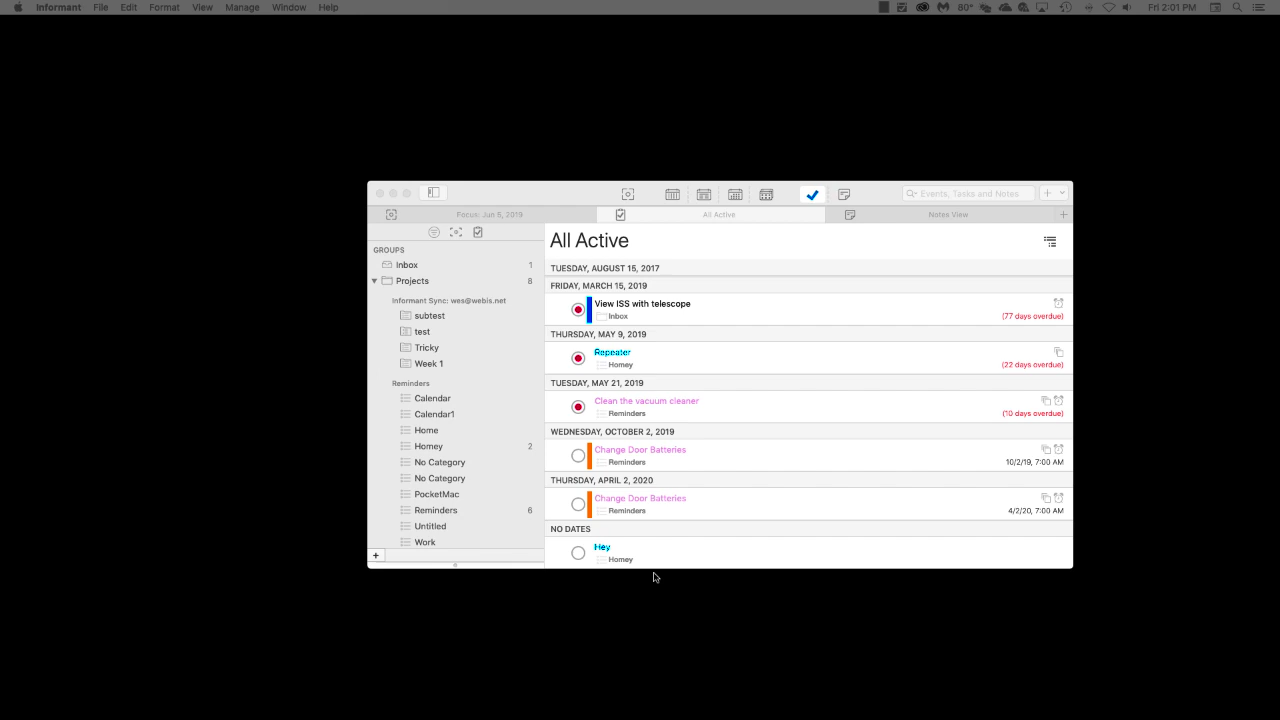 Informant File Edit Format View Manage Window Help 80° Fri 2:01 PM
Events, Tasks and Notes
Focus: Jun 5, 2019 All Active Notes View
GROUPS
Inbox 1
Projects 8
Informant Sync: wes@webis.net
subtest
test
Tricky
Week 1
Reminders
Calendar
Calendar1
Home
Homey 2
No Category
No Category
PocketMac
Reminders 6
Untitled
Work
All Active
TUESDAY, AUGUST 15, 2017
FRIDAY, MARCH 15, 2019
View ISS with telescope
Inbox (77 days overdue)
THURSDAY, MAY 9, 2019
Repeater
Homey (22 days overdue)
TUESDAY, MAY 21, 2019
Clean the vacuum cleaner
Reminders (10 days overdue)
WEDNESDAY, OCTOBER 2, 2019
Change Door Batteries
Reminders 10/2/19, 7:00 AM
THURSDAY, APRIL 2, 2020
Change Door Batteries
Reminders 4/2/20, 7:00 AM
NO DATES
Hey
Homey